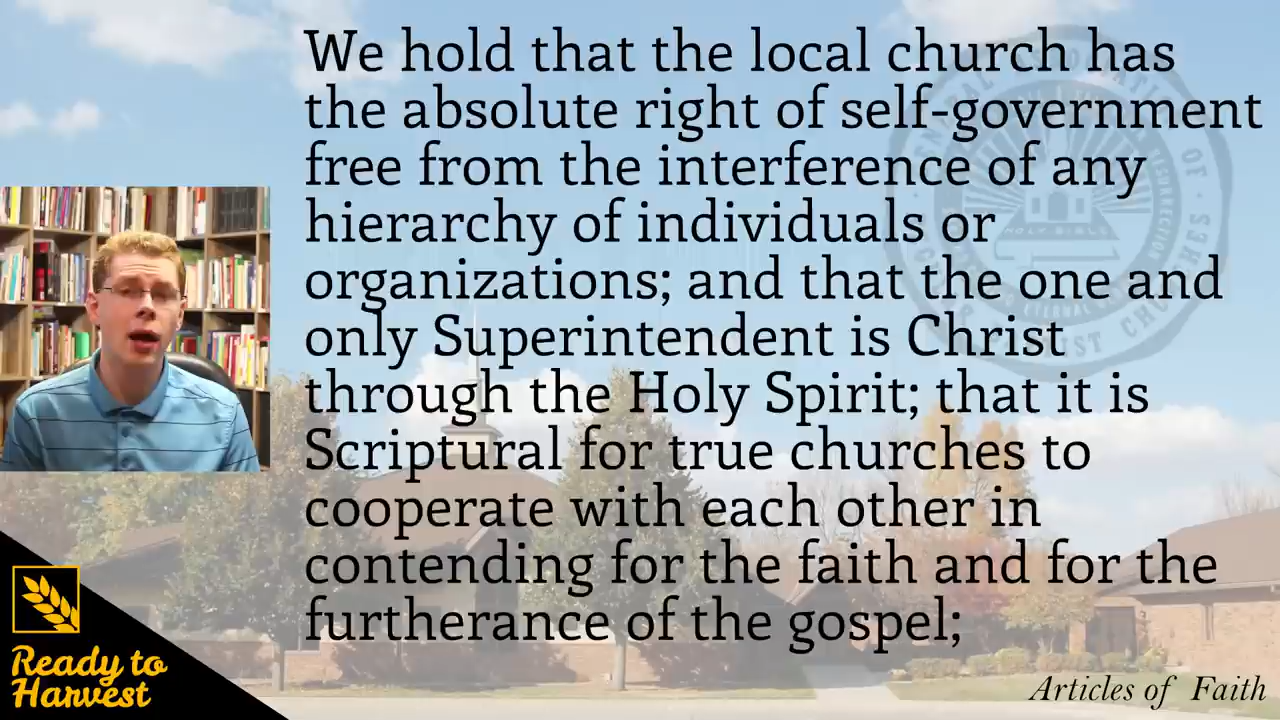 We hold that the local church has
the absolute right of self-government
free from the interference of any
hierarchy of individuals or
organizations; and that the one and
only Superintendent is Christ
through the Holy Spirit; that it is
Scriptural for true churches to
cooperate with each other in
contending for the faith and for the
furtherance of the gospel;
HOLY BIBLE
Ready to
Harvest
Articles of Faith